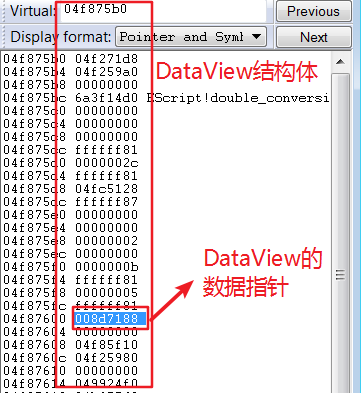 Virtual: 04f875b0 Previous
Display format: Pointer and Symb Next
04f875b0 04f271d8
04f875b4 04f259a0
04f875b8 00000000
04f875bc 6a3f14d0 EScript!double_conversi
04f875c0 00000000
04f875c4 00000000
04f875c8 00000000
04f875cc ffffff81
04f875d0 0000002c
04f875d4 ffffff81
04f875d8 04fc5128
04f875dc ffffff87
04f875e0 00000000
04f875e4 00000000
04f875e8 00000002
04f875ec 00000000
04f875f0 0000000b
04f875f4 ffffff81
04f875f8 00000005
04f875fc ffffff81
04f87600 008d7188
04f87604 00000000
04f87608 04f85f10
04f8760c 04f25980
04f87610 00000000
04f87614 049924f0
DataView结构体
DataView的
数据指针